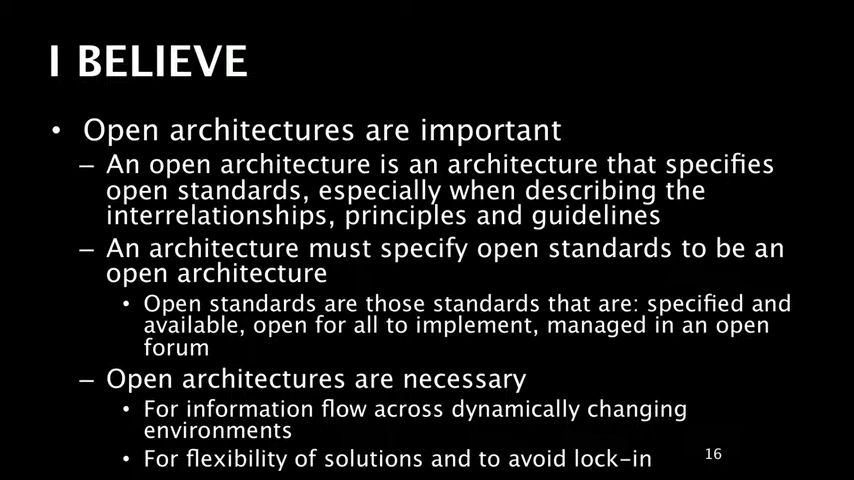 I BELIEVE
• Open architectures are important
– An open architecture is an architecture that specifies
open standards, especially when describing the
interrelationships, principles and guidelines
– An architecture must specify open standards to be an
open architecture
• Open standards are those standards that are: specified and
available, open for all to implement, managed in an open
forum
– Open architectures are necessary
• For information flow across dynamically changing
environments
• For flexibility of solutions and to avoid lock-in
16